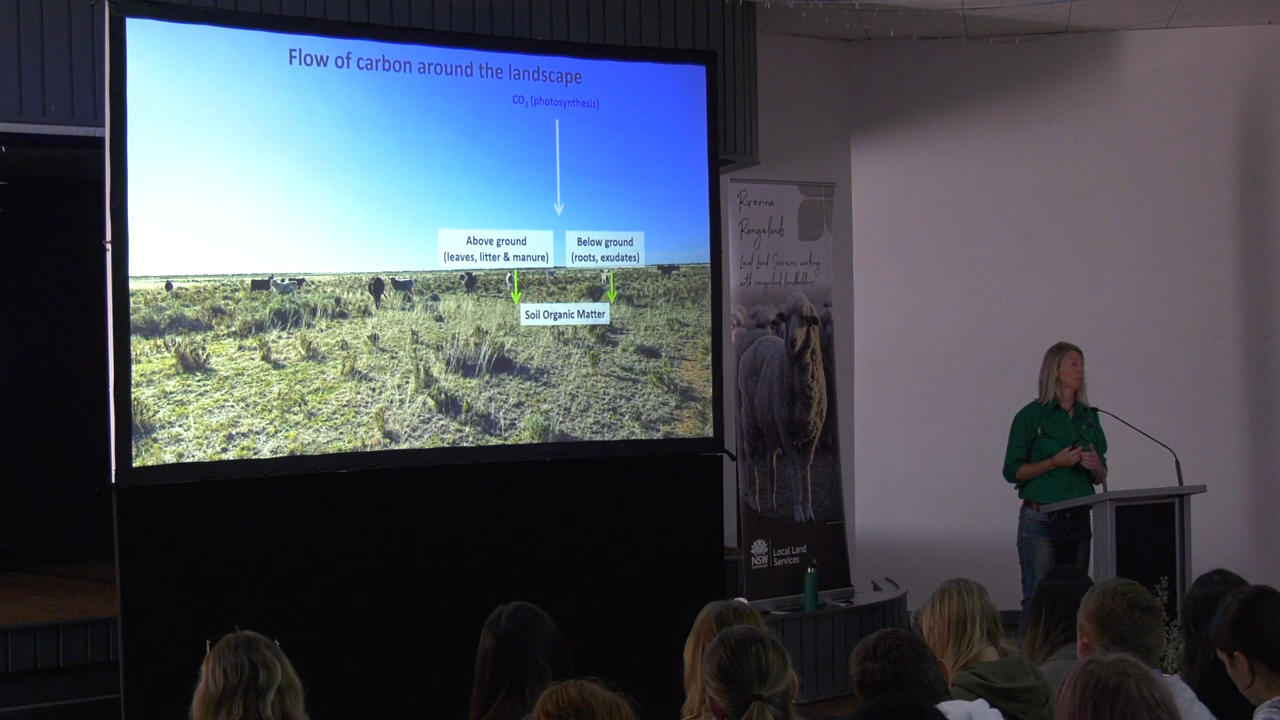 Flow of carbon around the landscape
CO₂ (photosynthesis)
Above ground
(leaves, litter & manure)
Below ground
(roots, exudates)
Soil Organic Matter
Riverina
Rangelands
Local Land Services working
with rangeland landholders
NSW
Local Land
Services